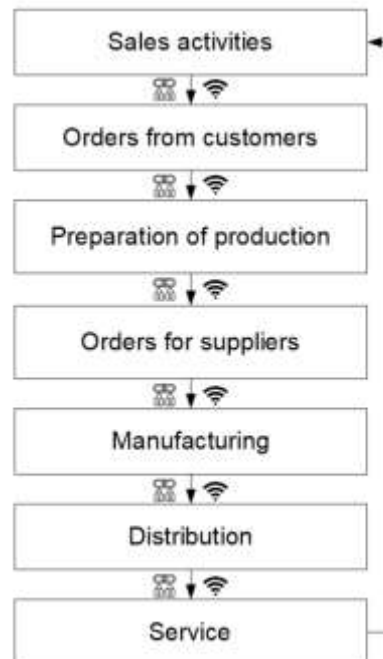 Sales activities
Orders from customers
Preparation of production
Orders for suppliers
Manufacturing
Distribution
Service